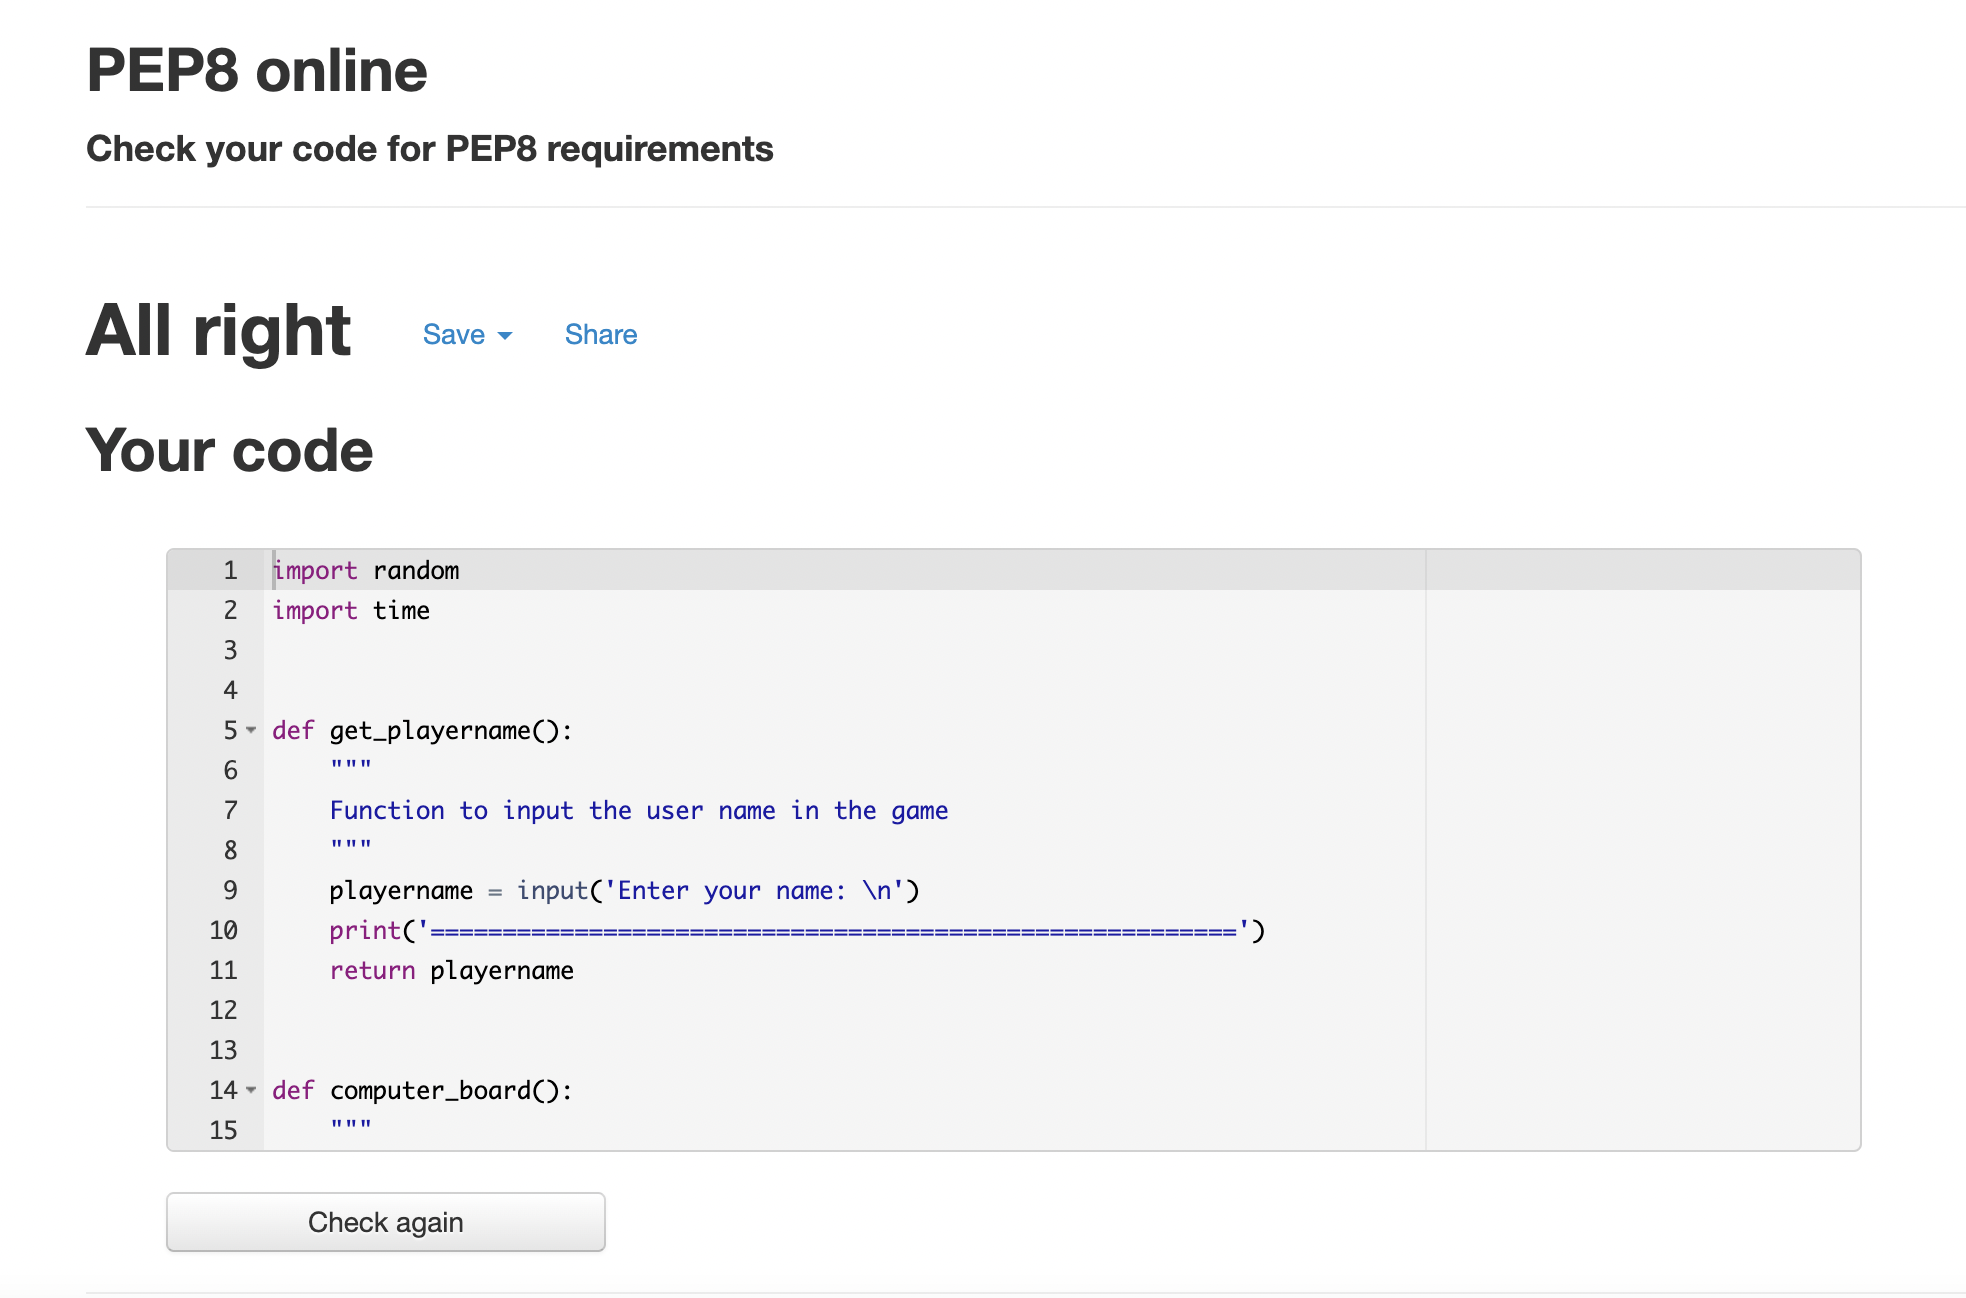 PEP8 online
Check your code for PEP8 requirements
All right Save Share
Your code
1 import random
2 import time
3
4
5 def get_playername():
6     """
7     Function to input the user name in the game
8     """
9     playername = input('Enter your name: \n')
10     print('========================================================')
11     return playername
12
13
14 def computer_board():
15     """
Check again